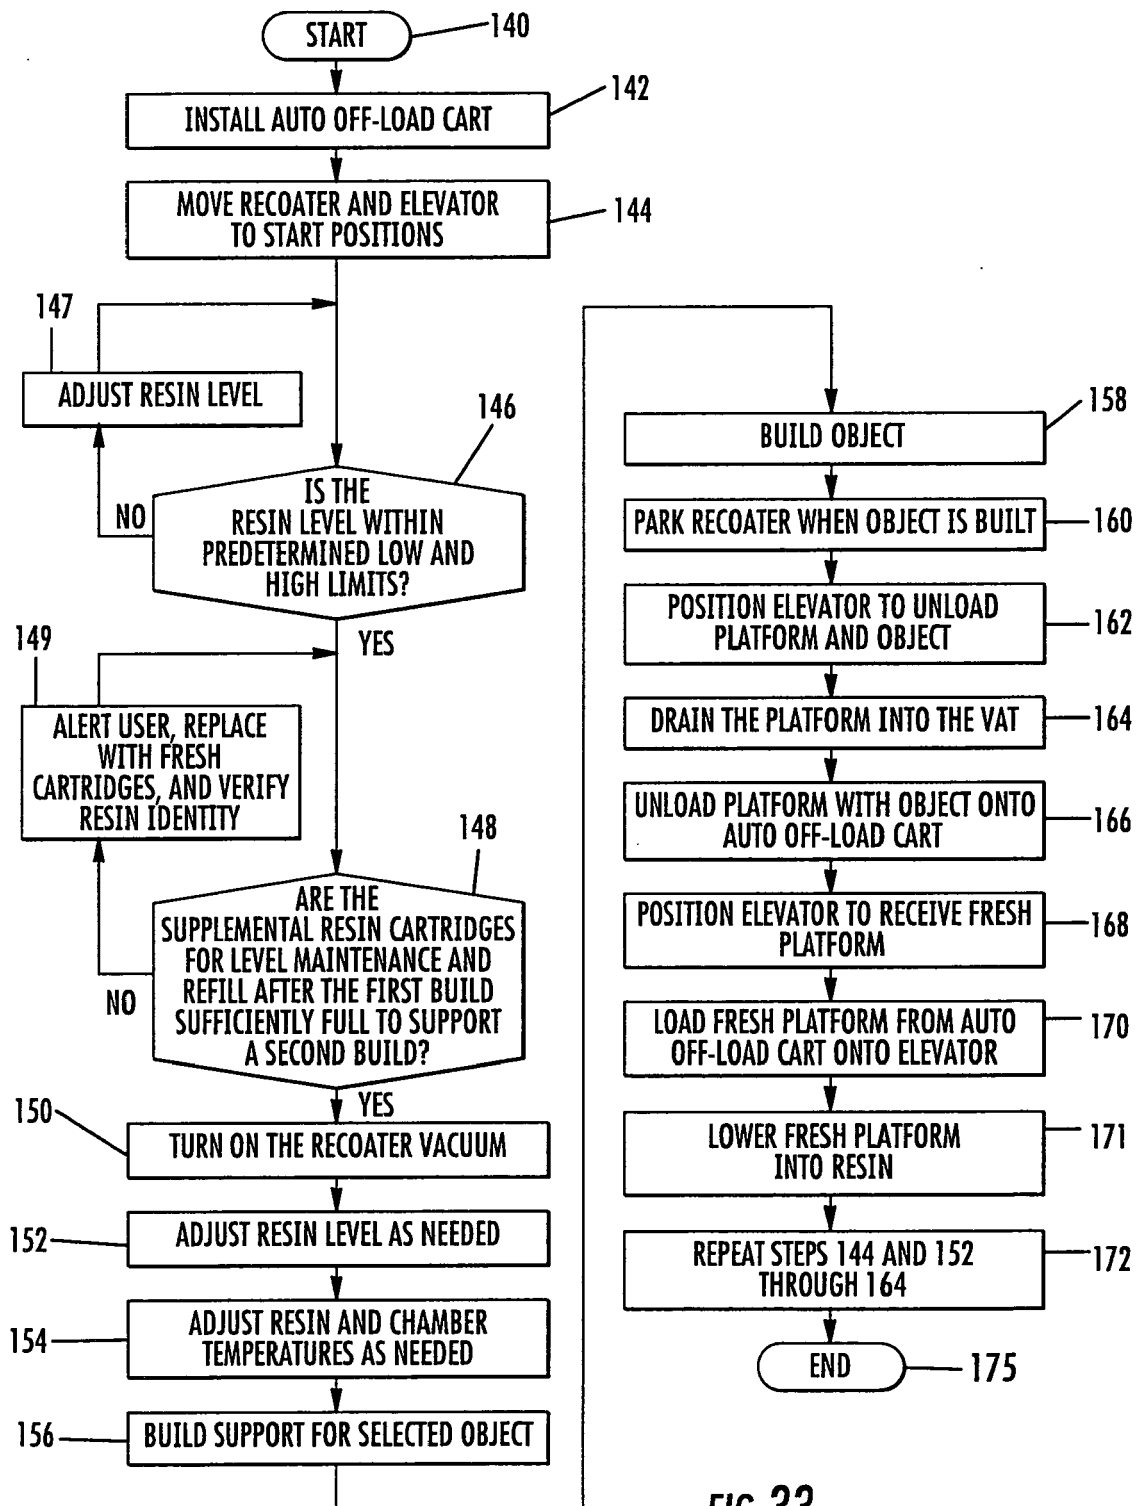 START
140
INSTALL AUTO OFF-LOAD CART
142
MOVE RECOATER AND ELEVATOR
TO START POSITIONS
144
147
ADJUST RESIN LEVEL
146
NO
IS THE
RESIN LEVEL WITHIN
PREDETERMINED LOW AND
HIGH LIMITS?
YES
149
ALERT USER, REPLACE
WITH FRESH
CARTRIDGES, AND VERIFY
RESIN IDENTITY
148
NO
ARE THE
SUPPLEMENTAL RESIN CARTRIDGES
FOR LEVEL MAINTENANCE AND
REFILL AFTER THE FIRST BUILD
SUFFICIENTLY FULL TO SUPPORT
A SECOND BUILD?
YES
150
TURN ON THE RECOATER VACUUM
152
ADJUST RESIN LEVEL AS NEEDED
154
ADJUST RESIN AND CHAMBER
TEMPERATURES AS NEEDED
156
BUILD SUPPORT FOR SELECTED OBJECT
158
BUILD OBJECT
PARK RECOATER WHEN OBJECT IS BUILT
160
POSITION ELEVATOR TO UNLOAD
PLATFORM AND OBJECT
162
DRAIN THE PLATFORM INTO THE VAT
164
UNLOAD PLATFORM WITH OBJECT ONTO
AUTO OFF-LOAD CART
166
POSITION ELEVATOR TO RECEIVE FRESH
PLATFORM
168
LOAD FRESH PLATFORM FROM AUTO
OFF-LOAD CART ONTO ELEVATOR
170
LOWER FRESH PLATFORM
INTO RESIN
171
REPEAT STEPS 144 AND 152
THROUGH 164
172
END
175
FIG. 33